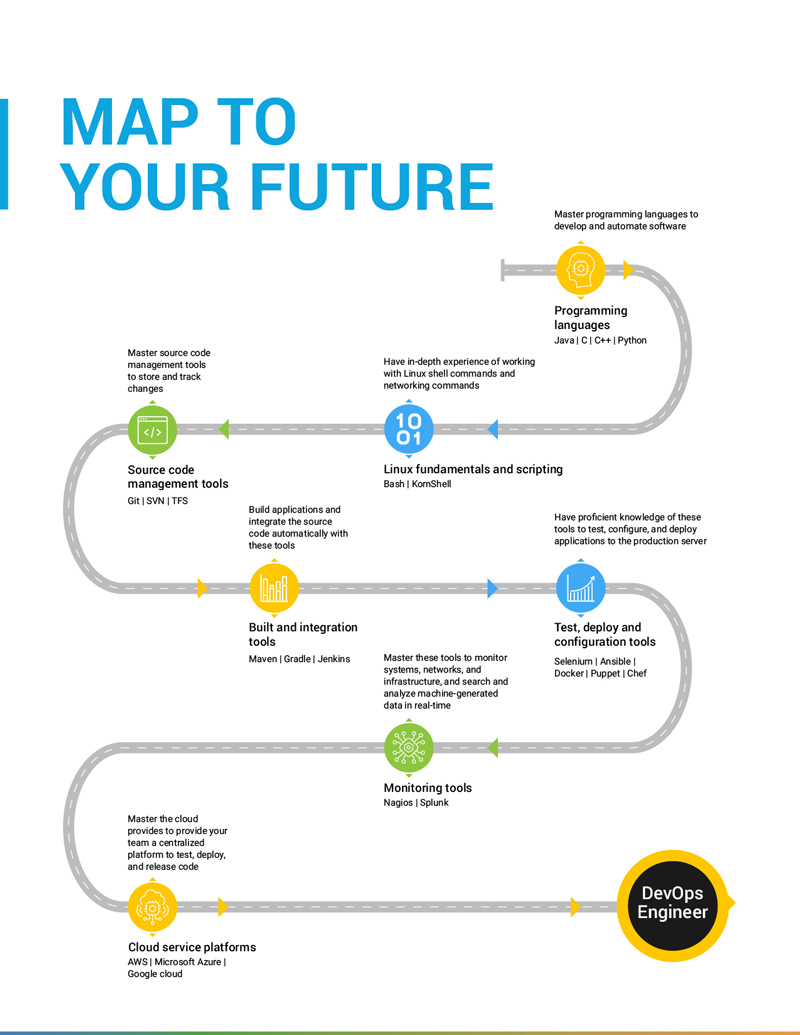 MAP TO
YOUR FUTURE
Master programming languages to
develop and automate software
Programming
languages
Java | C | C++ | Python
Have in-depth experience of working
with Linux shell commands and
networking commands
10
01
Linux fundamentals and scripting
Bash | KornShell
Master source code
management tools
to store and track
changes
</>
Source code
management tools
Git | SVN | TFS
Build applications and
integrate the source
code automatically with
these tools
Built and integration
tools
Maven | Gradle | Jenkins
Have proficient knowledge of these
tools to test, configure, and deploy
applications to the production server
Test, deploy and
configuration tools
Selenium | Ansible |
Docker | Puppet | Chef
Master these tools to monitor
systems, networks, and
infrastructure, and search and
analyze machine-generated
data in real-time
Monitoring tools
Nagios | Splunk
Master the cloud
provides to provide your
team a centralized
platform to test, deploy,
and release code
Cloud service platforms
AWS | Microsoft Azure |
Google cloud
DevOps
Engineer